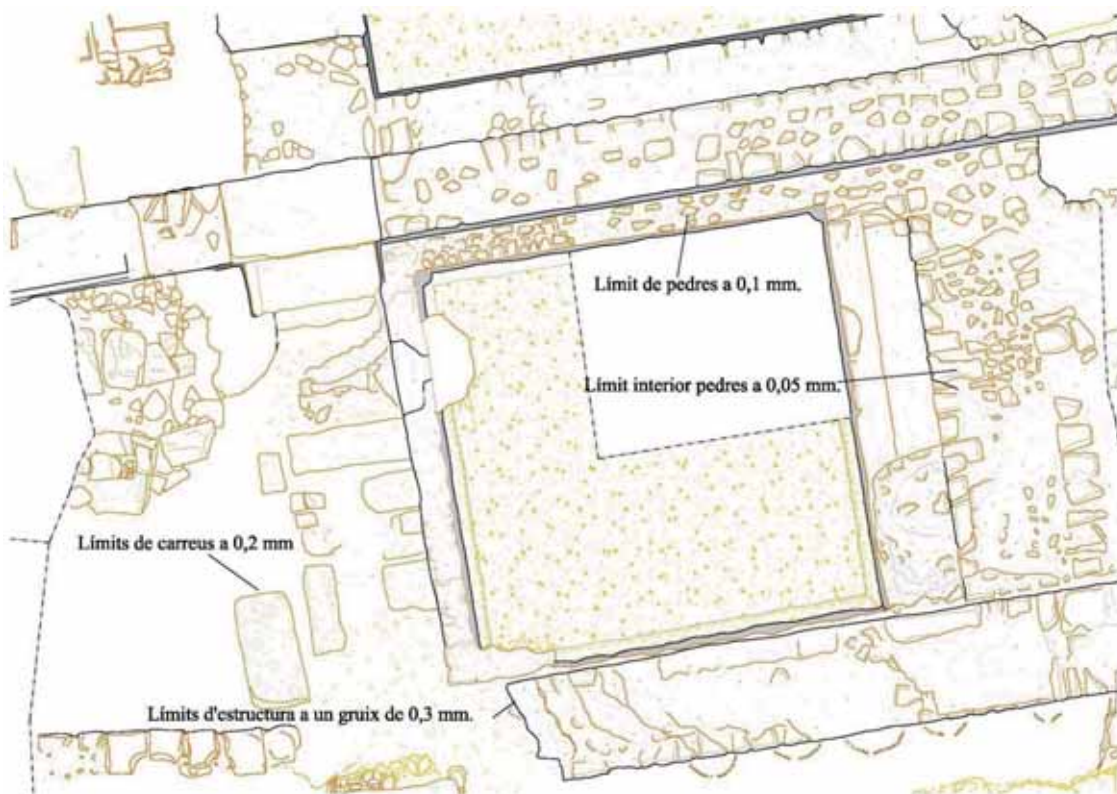 Límit de pedres a 0,1 mm.
Límit interior pedres a 0,05 mm.
Límits de carreus a 0,2 mm
Límits d'estructura a un gruix de 0,3 mm.